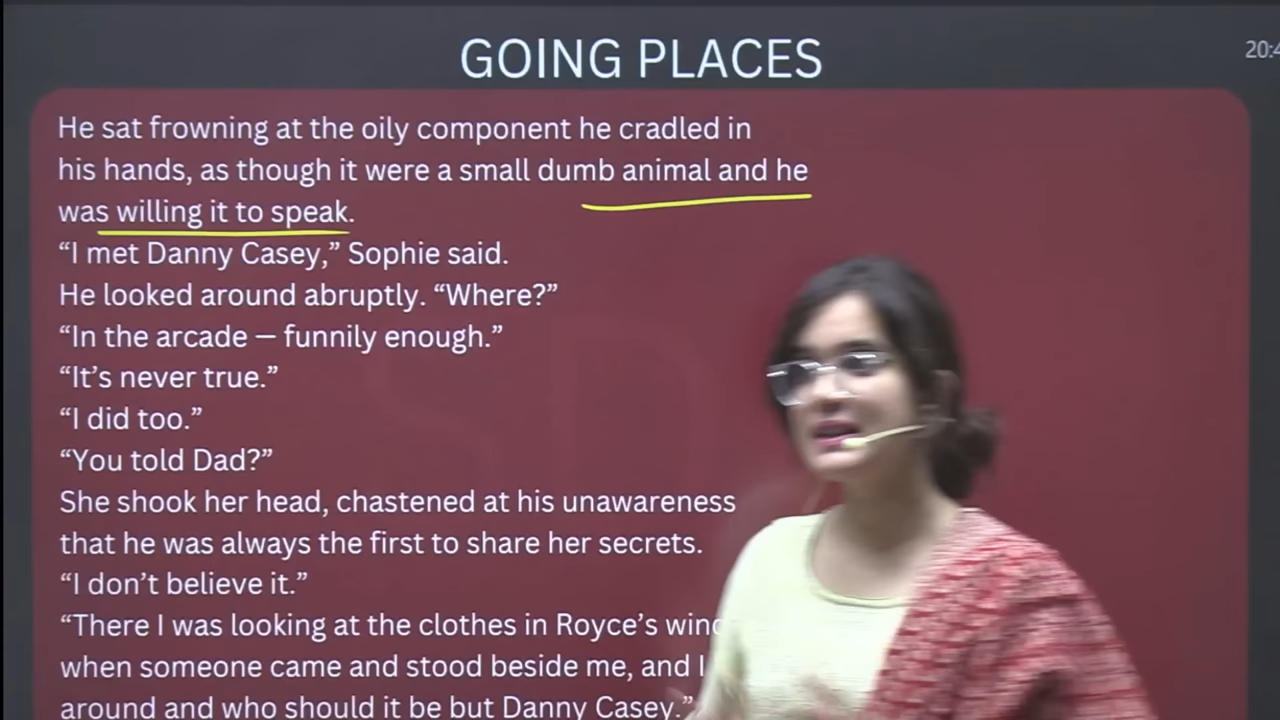 GOING PLACES
20:4
He sat frowning at the oily component he cradled in
his hands, as though it were a small dumb animal and he
was willing it to speak.
“I met Danny Casey,” Sophie said.
He looked around abruptly. “Where?”
“In the arcade — funnily enough.”
“It’s never true.”
“I did too.”
“You told Dad?”
She shook her head, chastened at his unawareness
that he was always the first to share her secrets.
“I don’t believe it.”
“There I was looking at the clothes in Royce’s
when someone came and stood beside me, and I
around and who should it be but Danny Casey.”